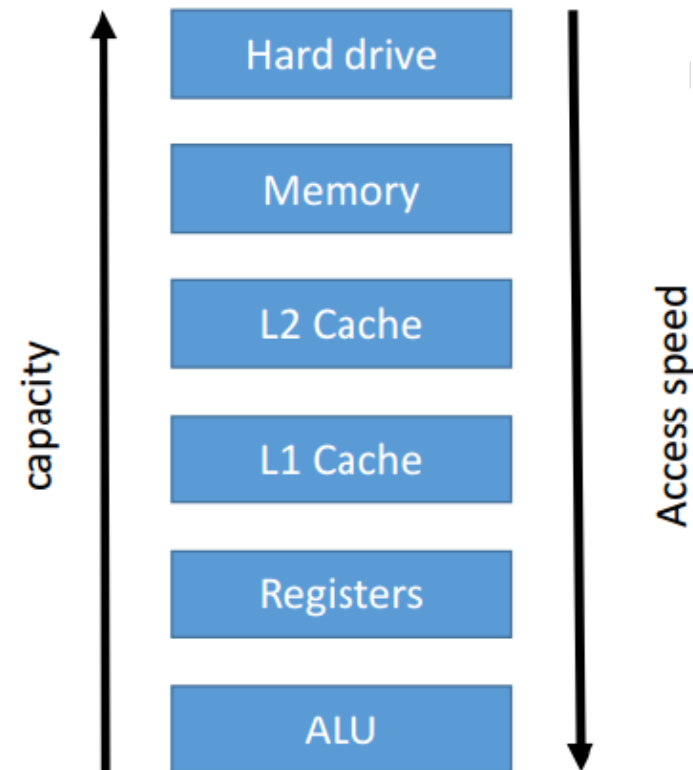 Hard drive
Memory
L2 Cache
L1 Cache
Registers
ALU
capacity
Access speed